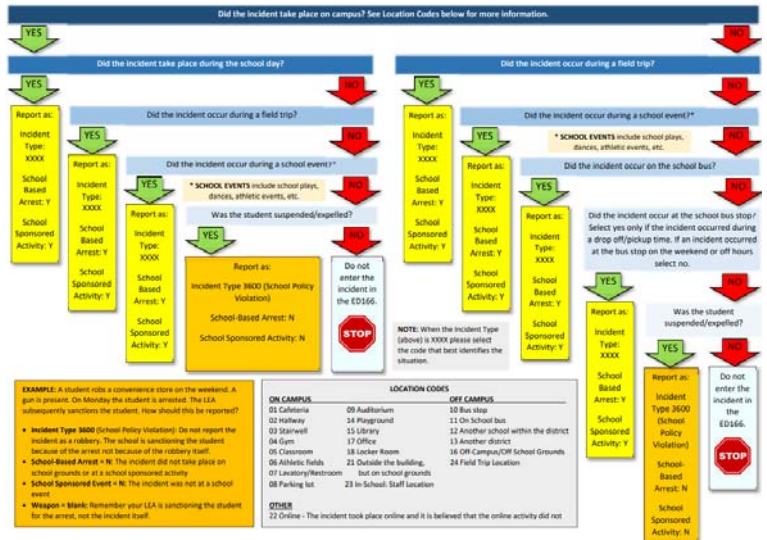 Did the incident take place on campus? See Location Codes below for more information.
YES
NO
Did the incident take place during the school day?
YES
NO
Report as:
Incident
Type:
XXXX
School
Based
Arrest: Y
School
Sponsored
Activity: Y
Did the incident occur during a field trip?
YES
NO
Report as:
Incident
Type:
XXXX
School
Based
Arrest: Y
School
Sponsored
Activity: Y
Did the incident occur during a school event?*
YES
NO
Report as:
Incident
Type:
XXXX
School
Based
Arrest: Y
School
Sponsored
Activity: Y
* SCHOOL EVENTS include school plays,
dances, athletic events, etc.
Was the student suspended/expelled?
YES
NO
Report as:
Incident Type 3600 (School Policy
Violation)
School-Based Arrest: N
School Sponsored Activity: N
Do not
enter the
incident in
the ED166.
STOP
Did the incident occur during a field trip?
YES
NO
Report as:
Incident
Type:
XXXX
School
Based
Arrest: Y
School
Sponsored
Activity: Y
Did the incident occur during a school event?*
YES
NO
Report as:
Incident
Type:
XXXX
School
Based
Arrest: Y
School
Sponsored
Activity: Y
* SCHOOL EVENTS include school plays,
dances, athletic events, etc.
Did the incident occur on the school bus?
YES
NO
Report as:
Incident
Type:
XXXX
School
Based
Arrest: Y
School
Sponsored
Activity: Y
Did the incident occur at the school bus stop?
Select yes only if the incident occurred during
a drop off/pickup time. If an incident occurred
at the bus stop on the weekend or off hours
select no.
YES
NO
Report as:
Incident
Type:
XXXX
School
Based
Arrest: Y
School
Sponsored
Activity: Y
Was the student
suspended/expelled?
YES
NO
Report as:
Incident
Type 3600
(School
Policy
Violation)
School-
Based
Arrest: N
School
Sponsored
Activity: N
Do not
enter the
incident in
the
ED166.
STOP
NOTE: When the Incident Type
(above) is XXXX please select
the code that best identifies the
situation.
EXAMPLE: A student robs a convenience store on the weekend. A
gun is present. On Monday the student is arrested. The LEA
subsequently sanctions the student. How should this be reported?
• Incident Type 3600 (School Policy Violation): Do not report the
incident as a robbery. The school is sanctioning the student
because of the arrest not because of the robbery itself.
• School-Based Arrest = N: The incident did not take place on
school grounds or at a school sponsored activity
• School Sponsored Event = N: The incident was not at a school
event
• Weapon = blank: Remember your LEA is sanctioning the student
for the arrest, not the incident itself.
LOCATION CODES
ON CAMPUS
01 Cafeteria
02 Hallway
03 Stairwell
04 Gym
05 Classroom
06 Athletic fields
07 Lavatory/Restroom
08 Parking lot
09 Auditorium
14 Playground
15 Library
17 Office
18 Locker Room
21 Outside the building,
but on school grounds
23 In-School: Staff Location
OFF CAMPUS
10 Bus stop
11 On School bus
12 Another school within the district
13 Another district
16 Off-Campus/Off School Grounds
24 Field Trip Location
OTHER
22 Online - The incident took place online and it is believed that the online activity did not